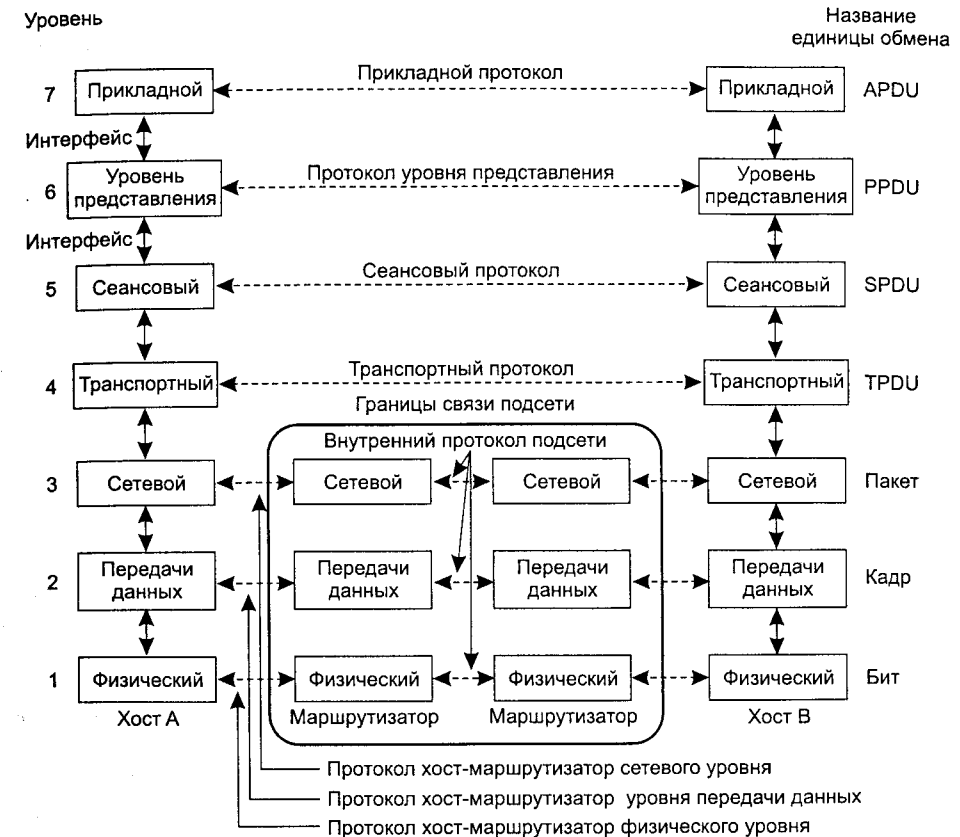 Уровень
Название
единицы обмена
Прикладной протокол
7 Прикладной Прикладной APDU
Интерфейс
Протокол уровня представления
6 Уровень представления Уровень представления PPDU
Интерфейс
Сеансовый протокол
5 Сеансовый Сеансовый SPDU
Транспортный протокол
4 Транспортный Транспортный TPDU
Границы связи подсети
Внутренний протокол подсети
3 Сетевой Сетевой Сетевой Сетевой Пакет
2 Передачи данных Передачи данных Передачи данных Передачи данных Кадр
1 Физический Физический Физический Физический Бит
Хост А Маршрутизатор Маршрутизатор Хост В
Протокол хост-маршрутизатор сетевого уровня
Протокол хост-маршрутизатор уровня передачи данных
Протокол хост-маршрутизатор физического уровня